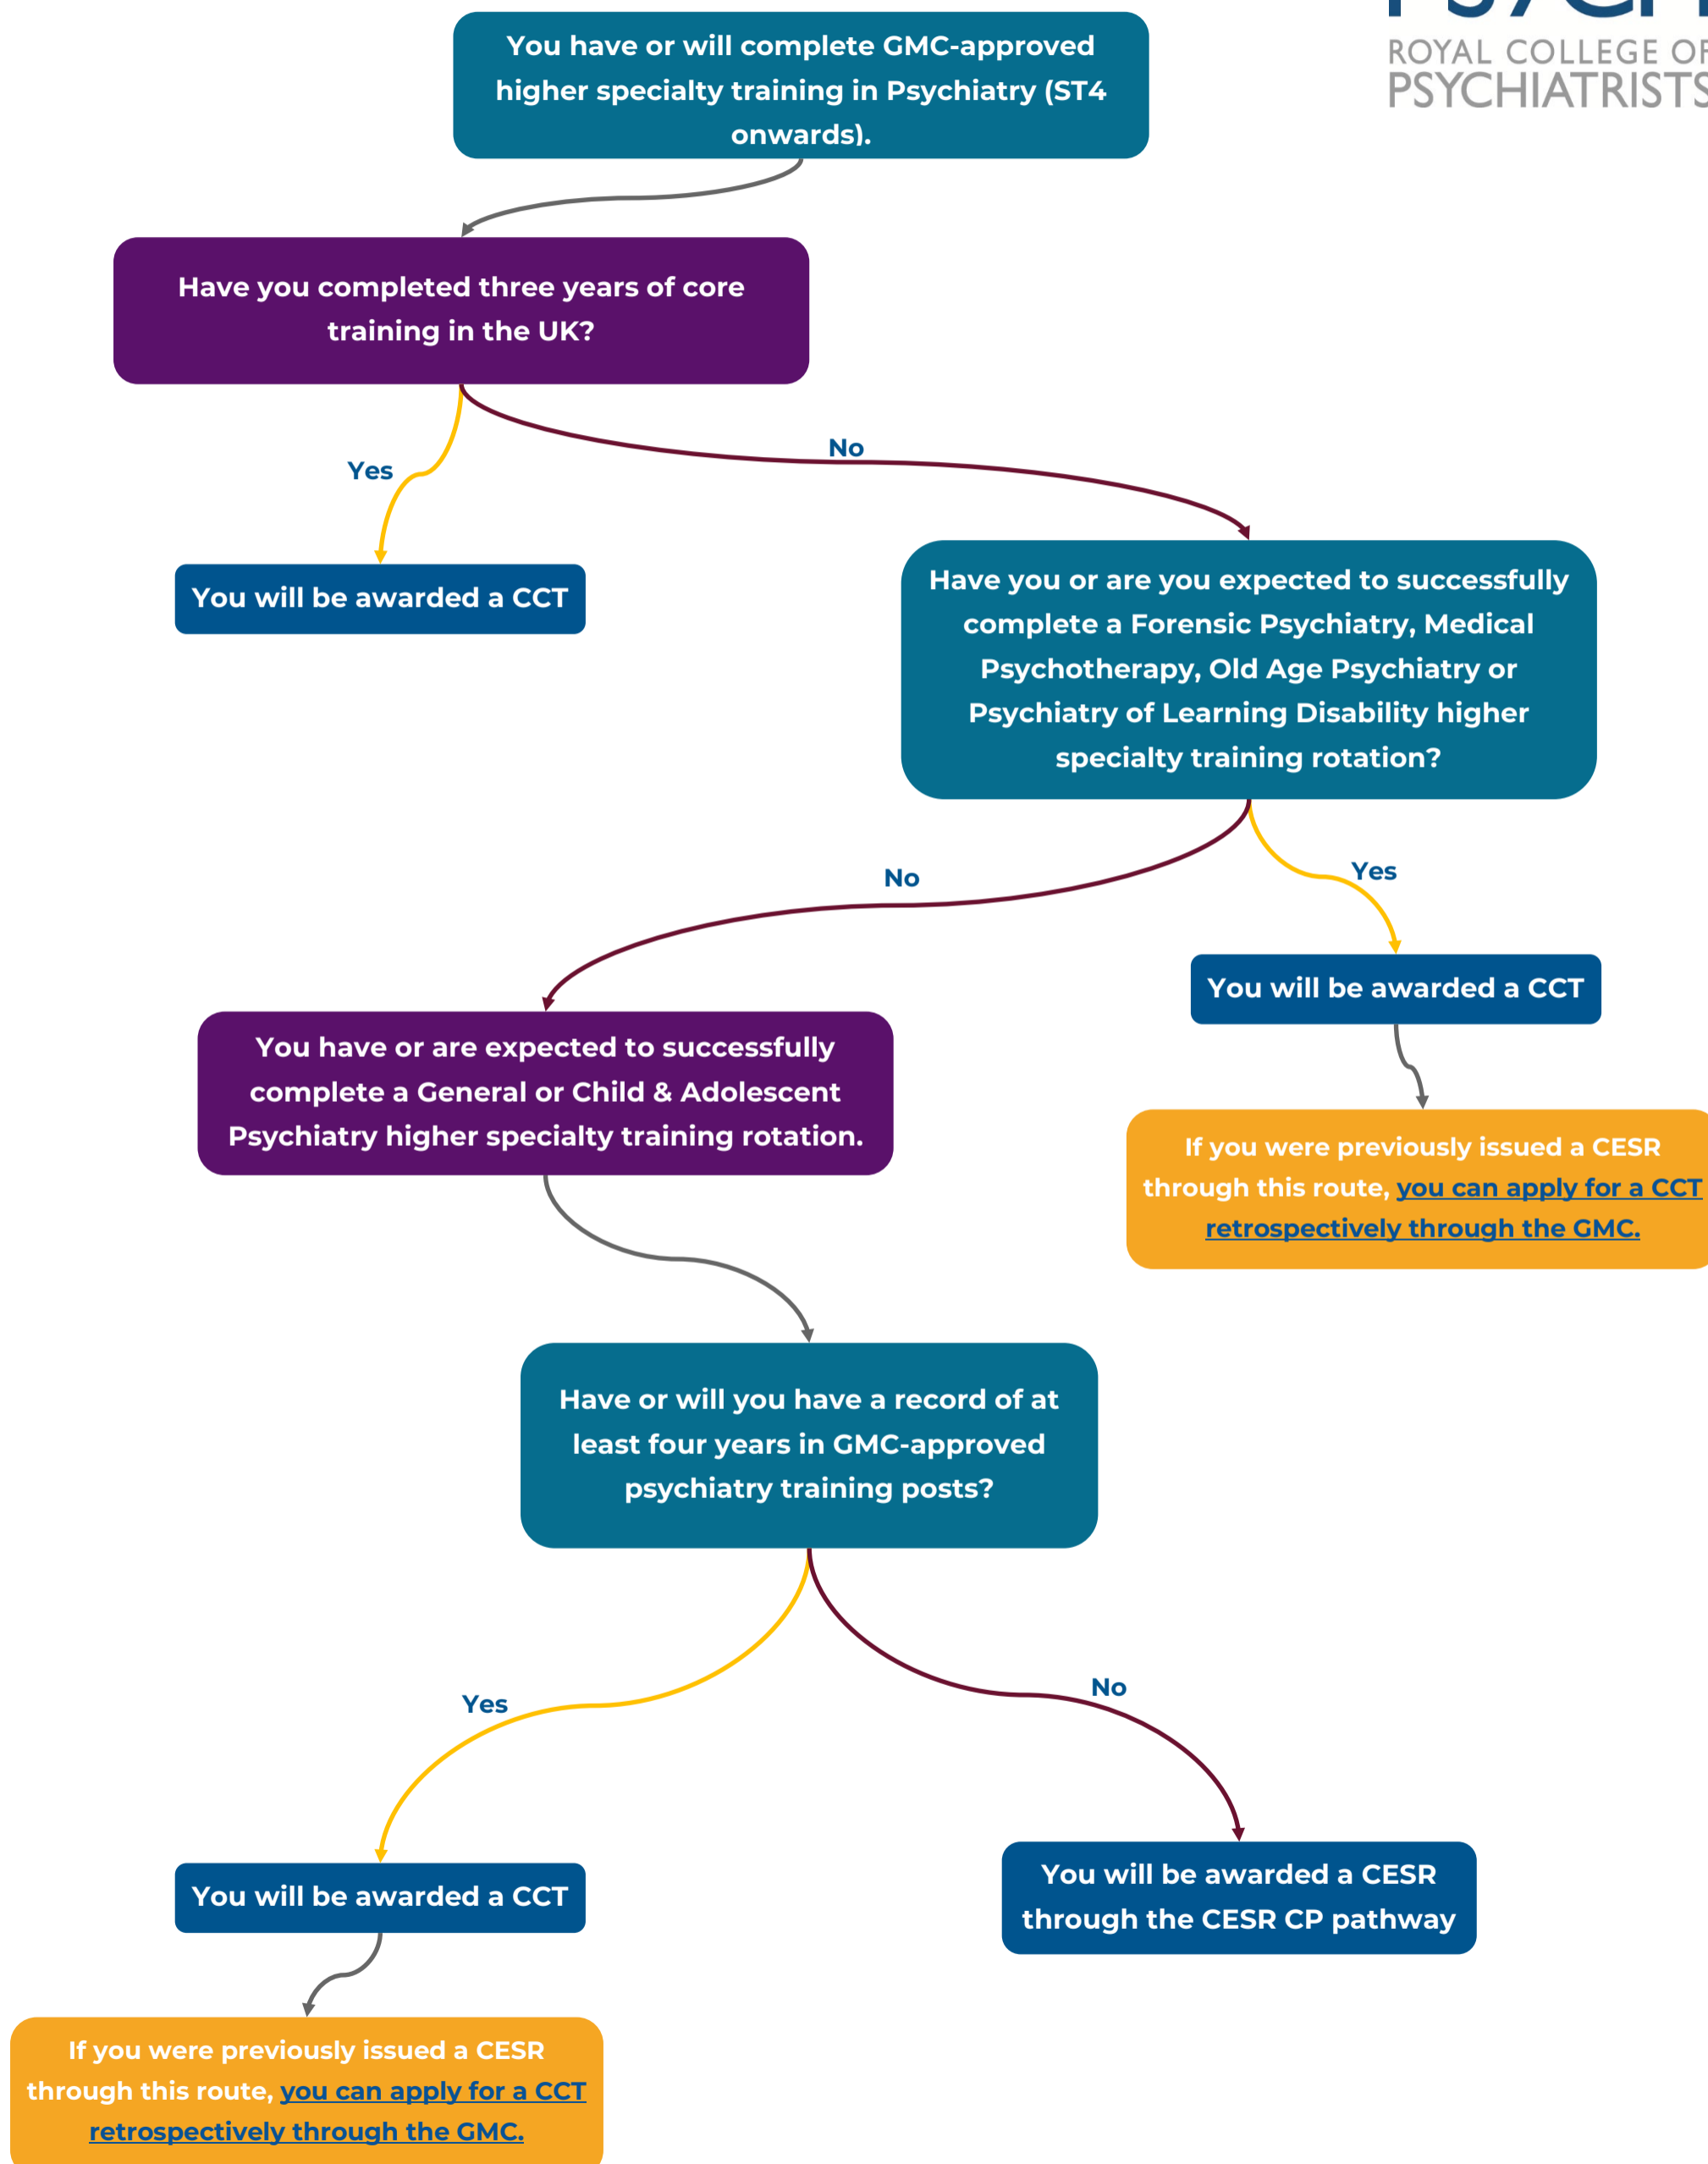 ROYAL COLLEGE OF
PSYCHIATRISTS
You have or will complete GMC-approved
higher specialty training in Psychiatry (ST4
onwards).
Have you completed three years of core
training in the UK?
Yes
No
You will be awarded a CCT
Have you or are you expected to successfully
complete a Forensic Psychiatry, Medical
Psychotherapy, Old Age Psychiatry or
Psychiatry of Learning Disability higher
specialty training rotation?
No
Yes
You will be awarded a CCT
If you were previously issued a CESR
through this route, you can apply for a CCT
retrospectively through the GMC.
You have or are expected to successfully
complete a General or Child & Adolescent
Psychiatry higher specialty training rotation.
Have or will you have a record of at
least four years in GMC-approved
psychiatry training posts?
Yes
No
You will be awarded a CCT
You will be awarded a CESR
through the CESR CP pathway
If you were previously issued a CESR
through this route, you can apply for a CCT
retrospectively through the GMC.